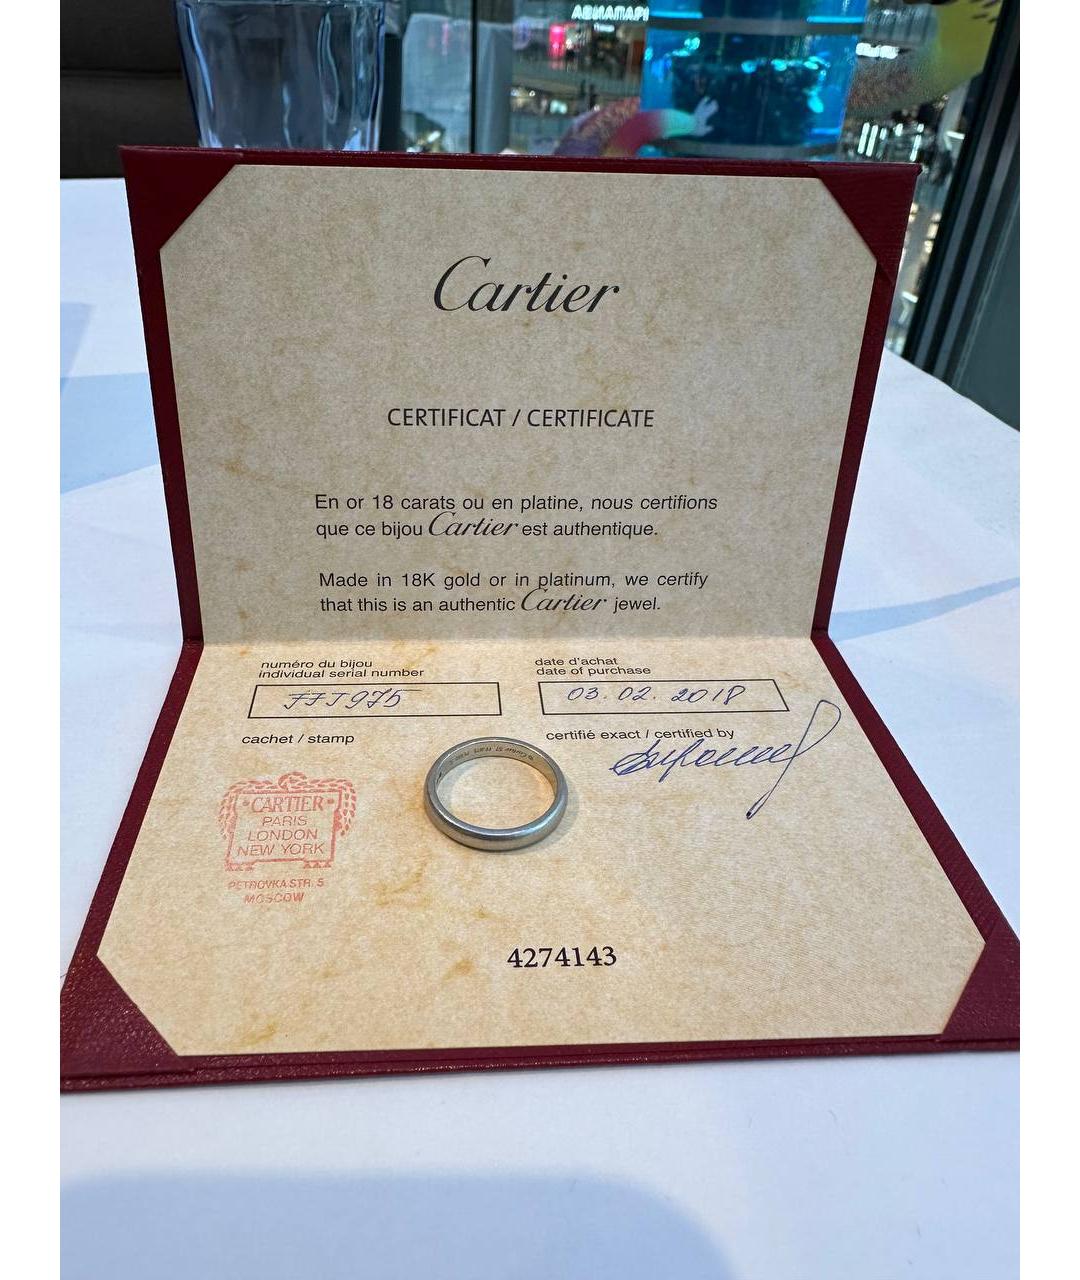 АВИАПАРК
Cartier
CERTIFICAT / CERTIFICATE
En or 18 carats ou en platine, nous certifions
que ce bijou Cartier est authentique.
Made in 18K gold or in platinum, we certify
that this is an authentic Cartier jewel.
numéro du bijou
individual serial number
date d'achat
date of purchase
JJJ975
03.02.2018
cachet / stamp
certifié exact / certified by
CARTIER
PARIS
LONDON
NEW YORK
PETROVKA STR. 5
MOSCOW
4274143